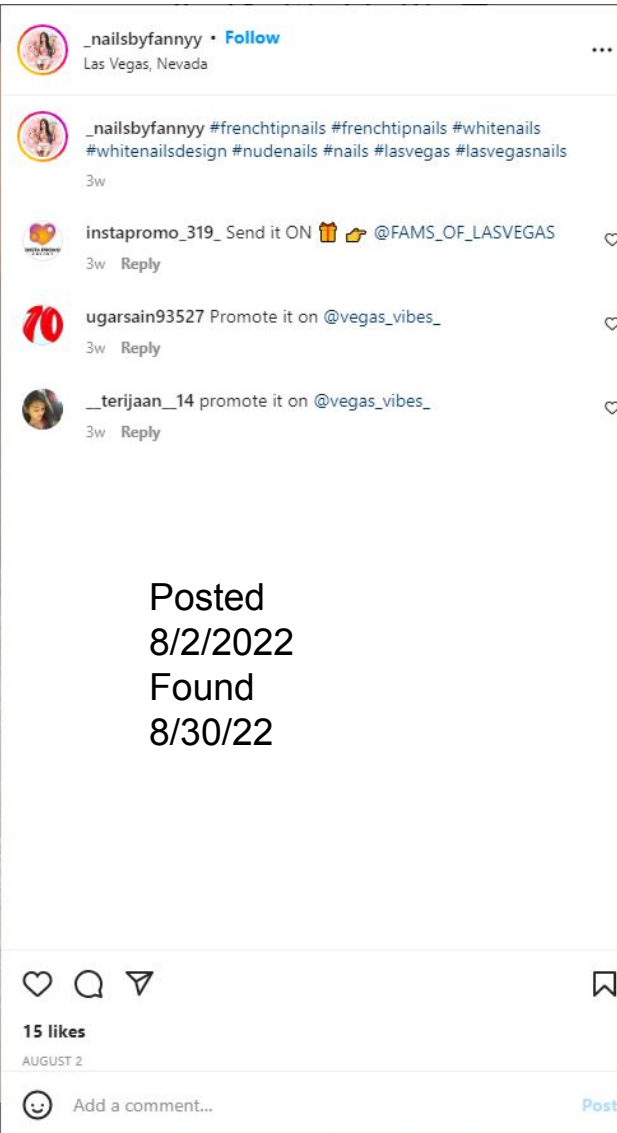 _nailsbyfannyy • Follow
Las Vegas, Nevada
_nailsbyfannyy #frenchtipnails #frenchtipnails #whitenails
#whitenailsdesign #nudenails #nails #lasvegas #lasvegasnails
3w
instapromo_319_ Send it ON 🎁 👉 @FAMS_OF_LASVEGAS
3w Reply
ugarsain93527 Promote it on @vegas_vibes_
3w Reply
__terijaan__14 promote it on @vegas_vibes_
3w Reply
Posted
8/2/2022
Found
8/30/22
15 likes
AUGUST 2
Add a comment...
Post